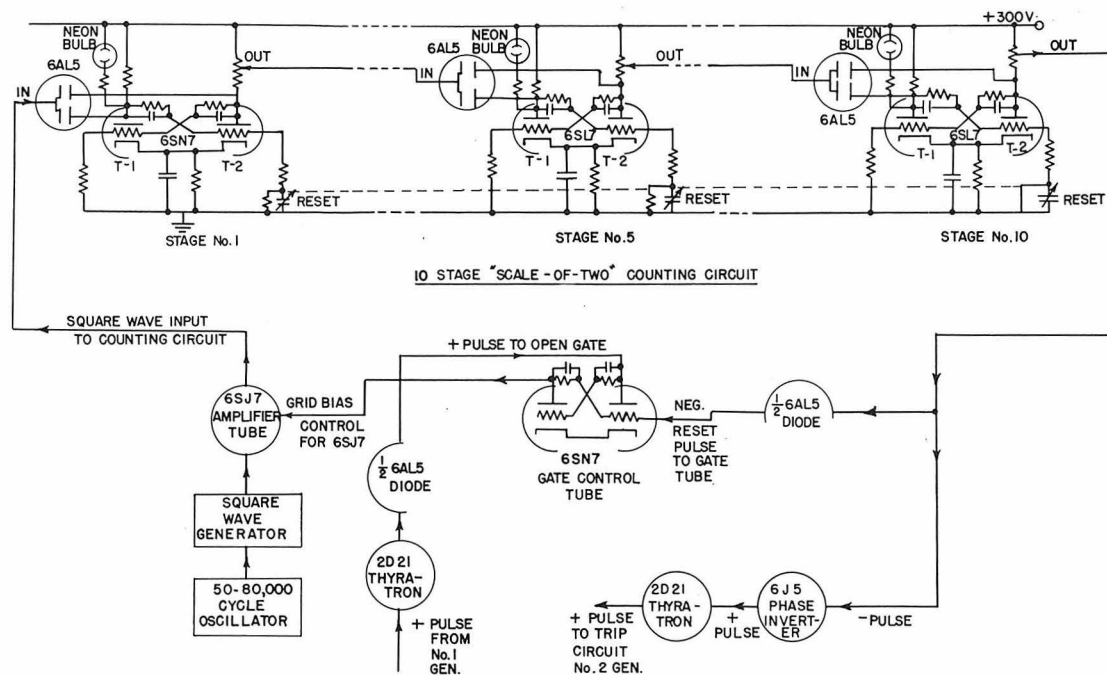 +300V.
NEON
BULB
OUT
6AL5
IN
6SN7
T-1
T-2
RESET
STAGE No.1
NEON
BULB
6AL5
OUT
IN
6SL7
T-1
T-2
RESET
STAGE No.5
NEON
BULB
OUT
IN
6AL5
6SL7
T-1
T-2
RESET
STAGE No.10
10 STAGE "SCALE-OF-TWO" COUNTING CIRCUIT
SQUARE WAVE INPUT
TO COUNTING CIRCUIT
+ PULSE TO OPEN GATE
6SJ7
AMPLIFIER
TUBE
GRID BIAS
CONTROL
FOR 6SJ7
1/2 6AL5
DIODE
6SN7
GATE CONTROL
TUBE
NEG.
RESET
PULSE
TO GATE
TUBE
1/2 6AL5
DIODE
SQUARE
WAVE
GENERATOR
50-80,000
CYCLE
OSCILLATOR
2D21
THYRA-
TRON
+ PULSE
FROM
No.1
GEN.
+ PULSE
TO TRIP
CIRCUIT
No.2 GEN.
2D21
THYRA-
TRON
+
PULSE
6J5
PHASE
INVERT-
ER
-PULSE